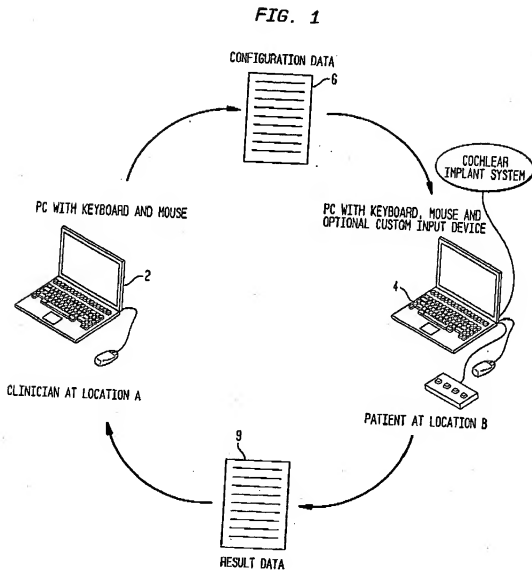 FIG. 1
CONFIGURATION DATA
6
COCHLEAR
IMPLANT SYSTEM
PC WITH KEYBOARD AND MOUSE
PC WITH KEYBOARD, MOUSE AND
OPTIONAL CUSTOM INPUT DEVICE
2
4
CLINICIAN AT LOCATION A
PATIENT AT LOCATION B
9
RESULT DATA